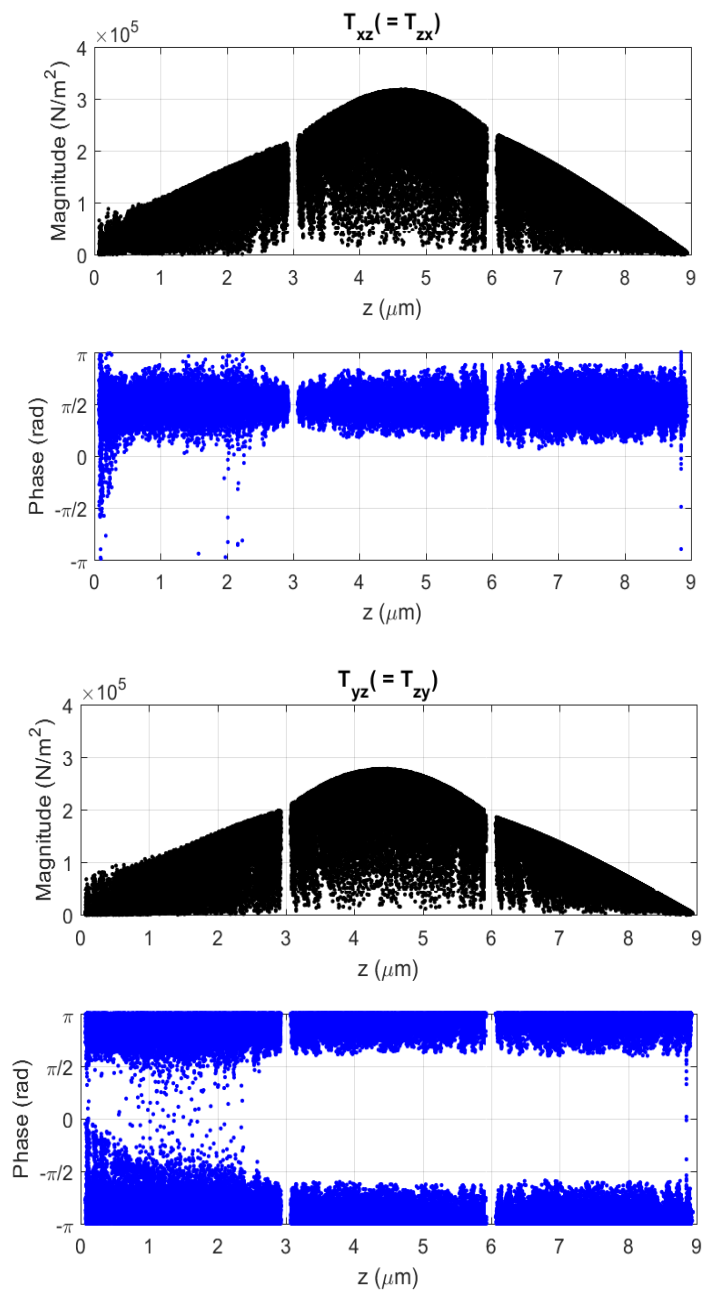 T_xz( = T_zx)
×10^5
Magnitude (N/m^2)
4
3
2
1
0
0 1 2 3 4 5 6 7 8 9
z (μm)
Phase (rad)
π
π/2
0
-π/2
-π
0 1 2 3 4 5 6 7 8 9
z (μm)
T_yz( = T_zy)
×10^5
Magnitude (N/m^2)
4
3
2
1
0
0 1 2 3 4 5 6 7 8 9
z (μm)
Phase (rad)
π
π/2
0
-π/2
-π
0 1 2 3 4 5 6 7 8 9
z (μm)